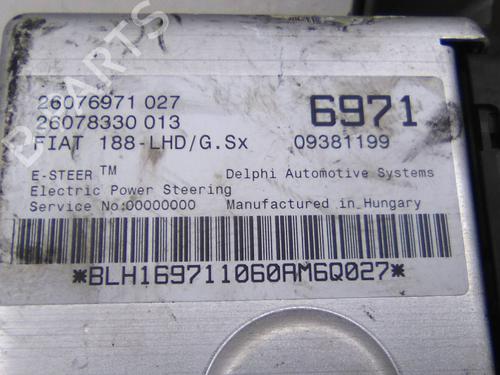 26076971 027
6971
26078330 013
FIAT 188-LHD/G.Sx 09381199
E-STEER™ Delphi Automotive Systems
Electric Power Steering
Service No:00000000 Manufactured in Hungary
*BLH169711060AM6Q027*